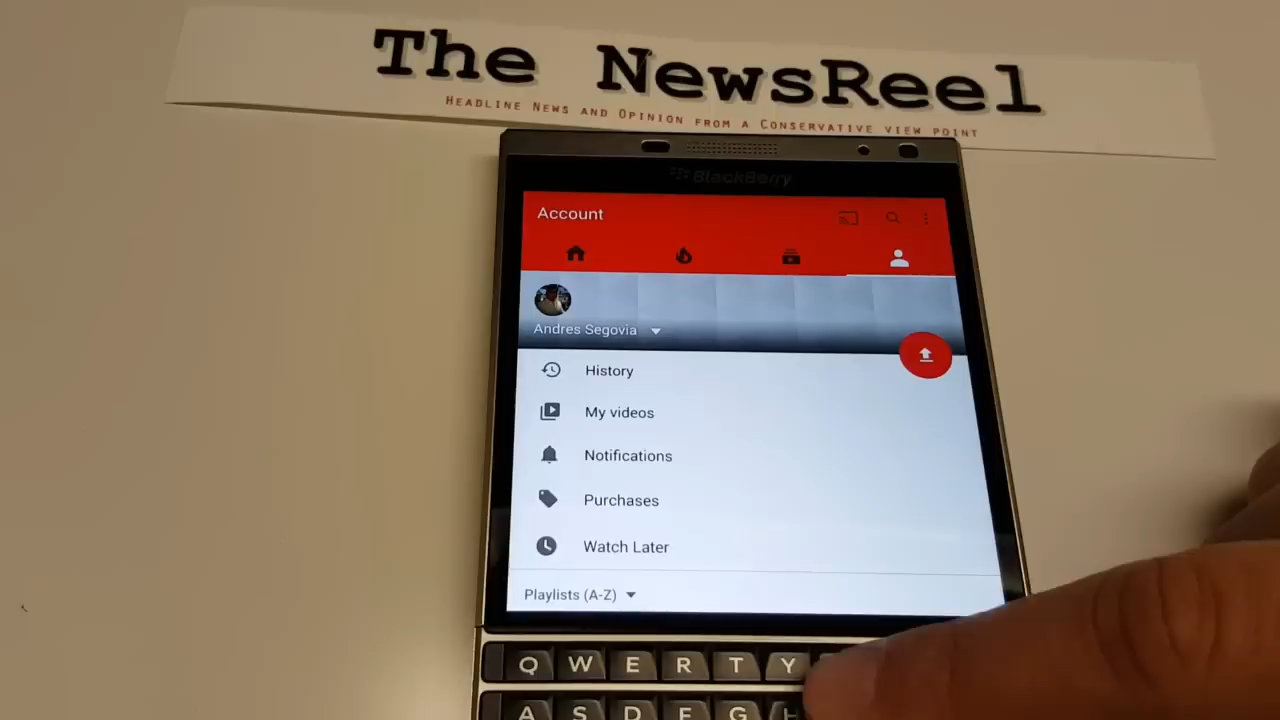 The NewsReel
Headline News and Opinion from a Conservative view point
BlackBerry
Account
Andres Segovia
History
My videos
Notifications
Purchases
Watch Later
Playlists (A-Z)
Q W E R T Y
A S D F G H